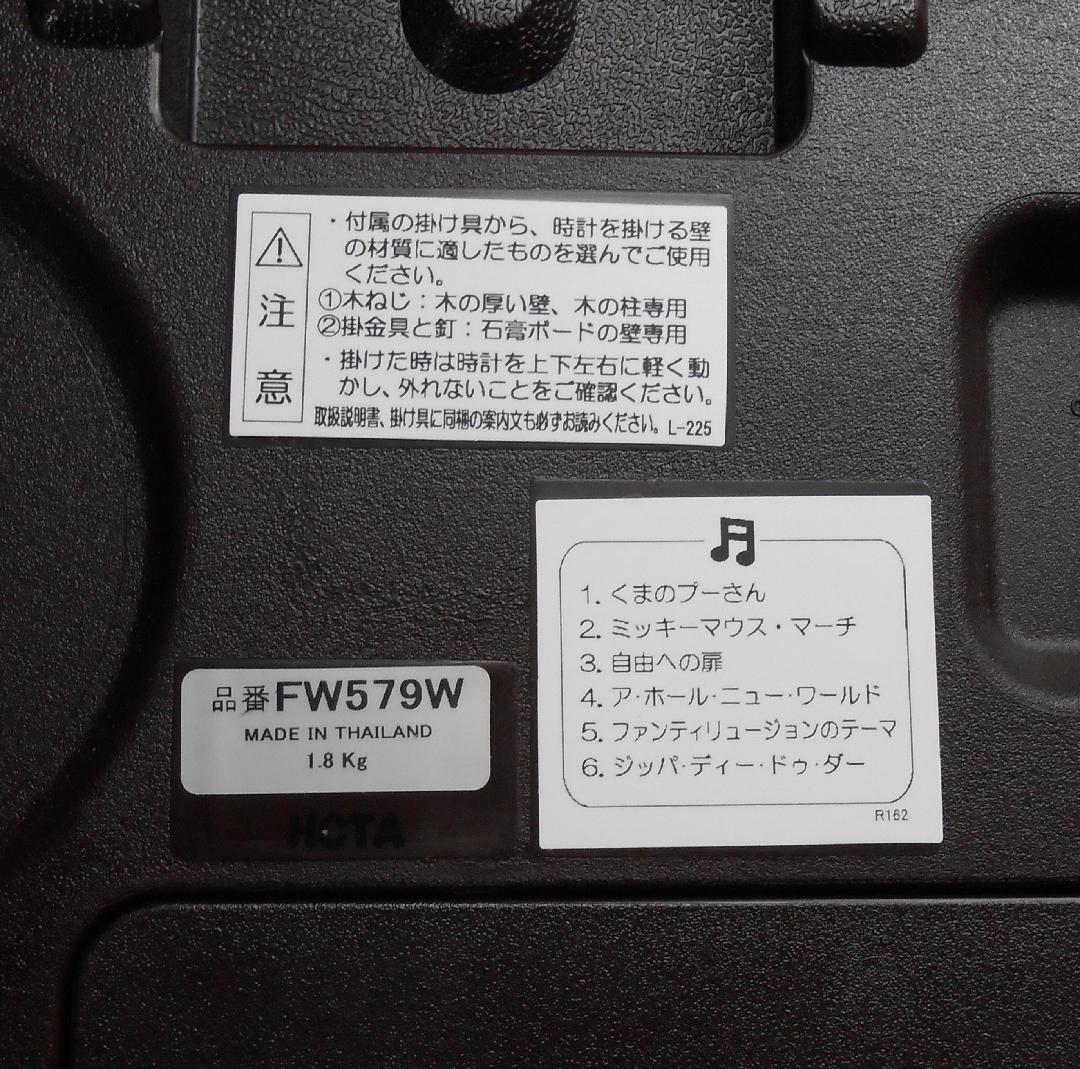 注意
・付属の掛け具から、時計を掛ける壁
の材質に適したものを選んでご使用
ください。
①木ねじ：木の厚い壁、木の柱専用
②掛金具と釘：石膏ボードの壁専用
・掛けた時は時計を上下左右に軽く動
かし、外れないことをご確認ください。
取扱説明書、掛け具に同梱の案内文も必ずお読みください。L-225
1. くまのプーさん
2. ミッキーマウス・マーチ
3. 自由への扉
4. ア・ホール・ニュー・ワールド
5. ファンティリュージョンのテーマ
6. ジッパ・ディー・ドゥ・ダー
R162
品番FW579W
MADE IN THAILAND
1.8 Kg